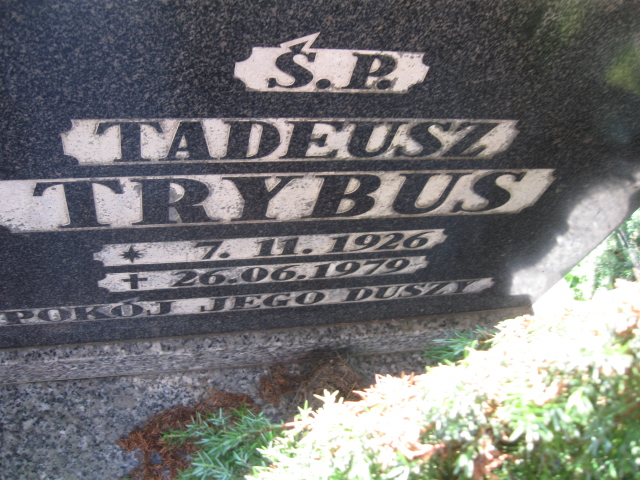 Ś.P.
TADEUSZ
TRYBUS
* 7.11.1926
† 26.06.1979
POKÓJ JEGO DUSZY